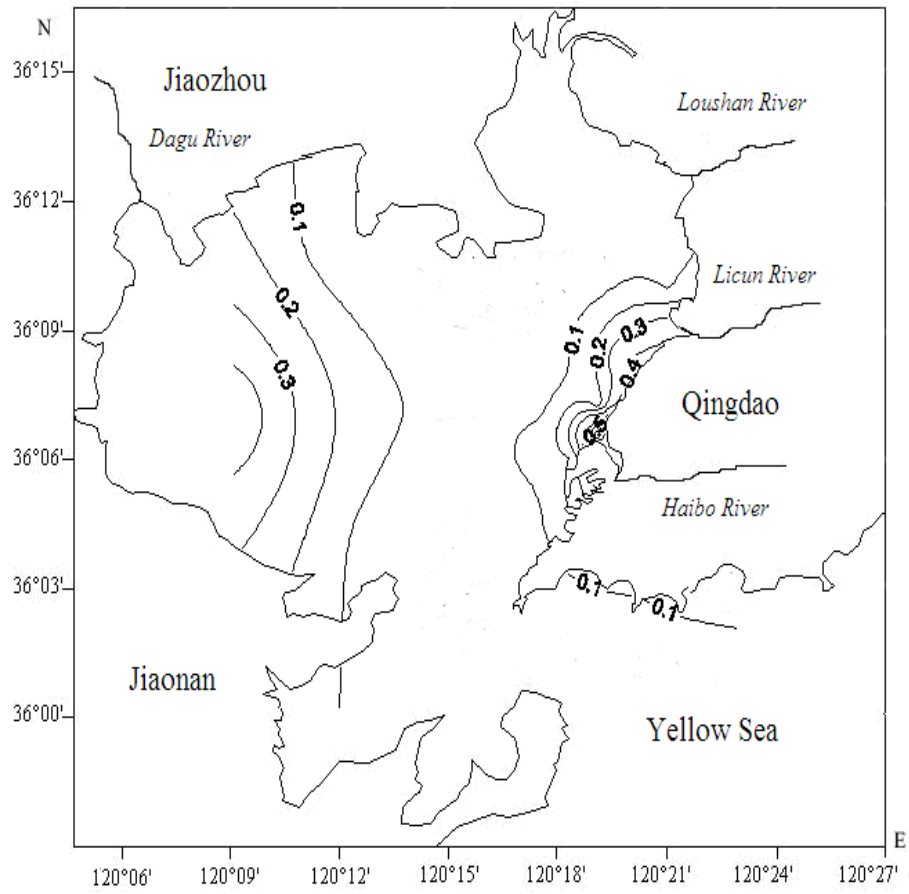 N
36°15'
Jiaozhou
Loushan River
Dagu River
36°12'
0.1
Licun River
0.2
36°09'
0.1
0.3
0.2
0.3
0.4
Qingdao
36°06'
Haibo River
36°03'
0.1
0.1
Jiaonan
36°00'
Yellow Sea
E
120°06' 120°09' 120°12' 120°15' 120°18' 120°21' 120°24' 120°27'